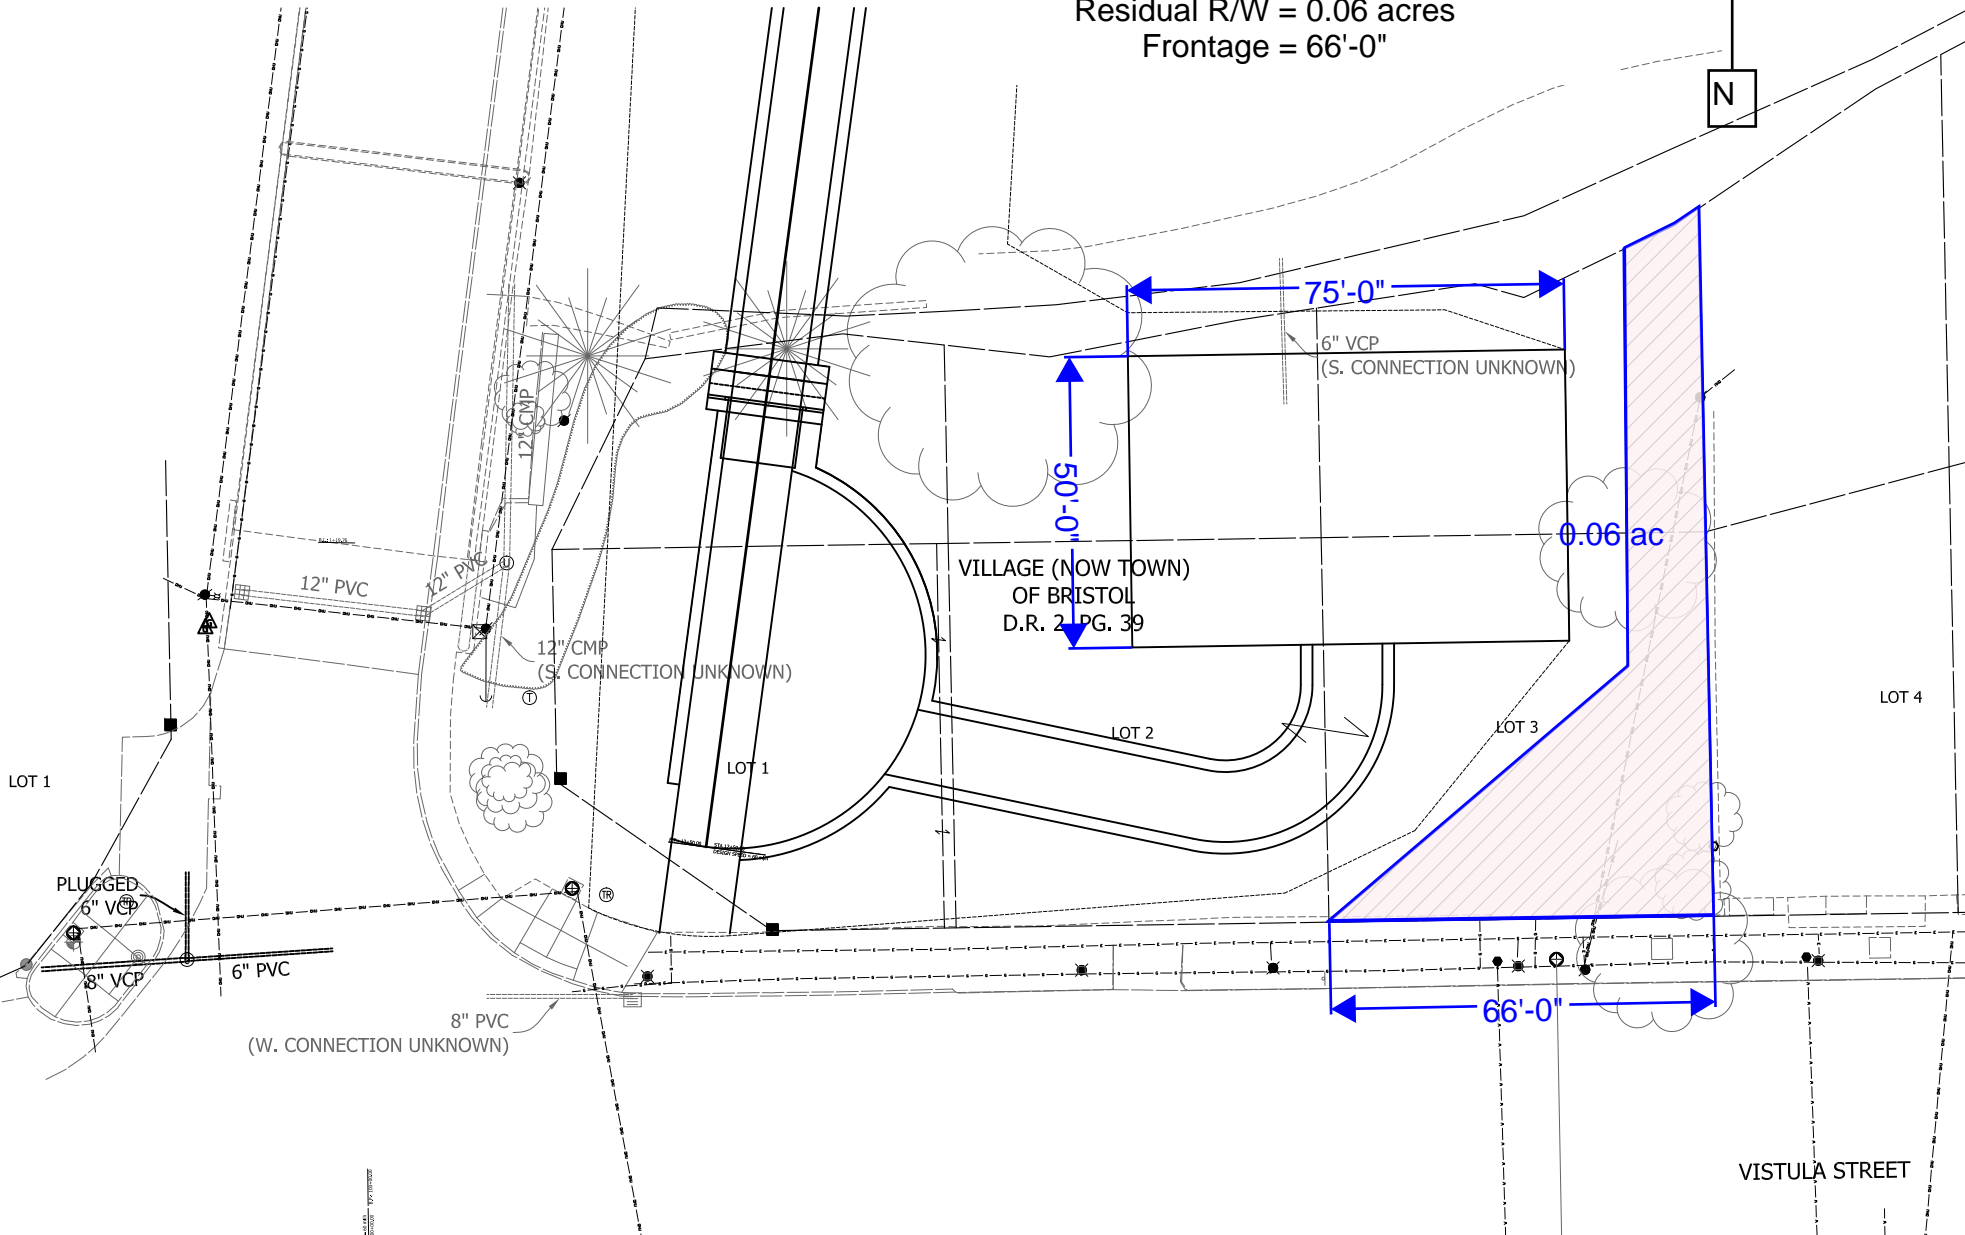 Residual R/W = 0.06 acres
Frontage = 66'-0"
N
75'-0"
6" VCP
(S. CONNECTION UNKNOWN)
12" CMP
50'-0"
0.06 ac
VILLAGE (NOW TOWN)
OF BRISTOL
D.R. 2, PG. 39
12" PVC
12" PVC
U
12" CMP
(S. CONNECTION UNKNOWN)
T
LOT 4
LOT 3
LOT 2
LOT 1
LOT 1
PLUGGED
6" VCP
TR
8" VCP
6" PVC
8" PVC
(W. CONNECTION UNKNOWN)
66'-0"
VISTULA STREET